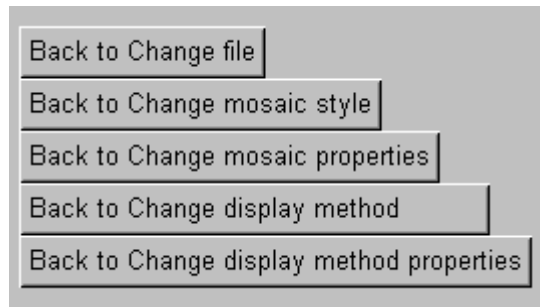 Back to Change file
Back to Change mosaic style
Back to Change mosaic properties
Back to Change display method
Back to Change display method properties